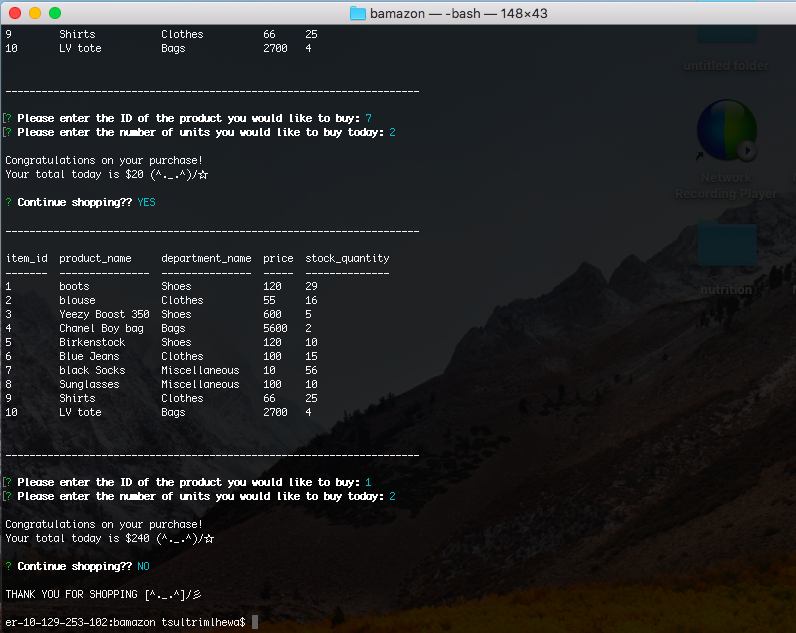 bamazon — -bash — 148×43
9 Shirts Clothes 66 25
10 LV tote Bags 2700 4
---------------------------------------------------------------------
[? Please enter the ID of the product you would like to buy: 7
[? Please enter the number of units you would like to buy today: 2
Congratulations on your purchase!
Your total today is $20 (^._.^)/☆
? Continue shopping?? YES
---------------------------------------------------------------------
item_id product_name department_name price stock_quantity
------- --------------- --------------- ----- --------------
1 boots Shoes 120 29
2 blouse Clothes 55 16
3 Yeezy Boost 350 Shoes 600 5
4 Chanel Boy bag Bags 5600 2
5 Birkenstock Shoes 120 10
6 Blue Jeans Clothes 100 15
7 black Socks Miscellaneous 10 56
8 Sunglasses Miscellaneous 100 10
9 Shirts Clothes 66 25
10 LV tote Bags 2700 4
---------------------------------------------------------------------
[? Please enter the ID of the product you would like to buy: 1
[? Please enter the number of units you would like to buy today: 2
Congratulations on your purchase!
Your total today is $240 (^._.^)/☆
? Continue shopping?? NO
THANK YOU FOR SHOPPING [^._.^]/彡
er-10-129-253-102:bamazon tsultrimlhewa$
untitled folder
Network
Recording Player
nutrition